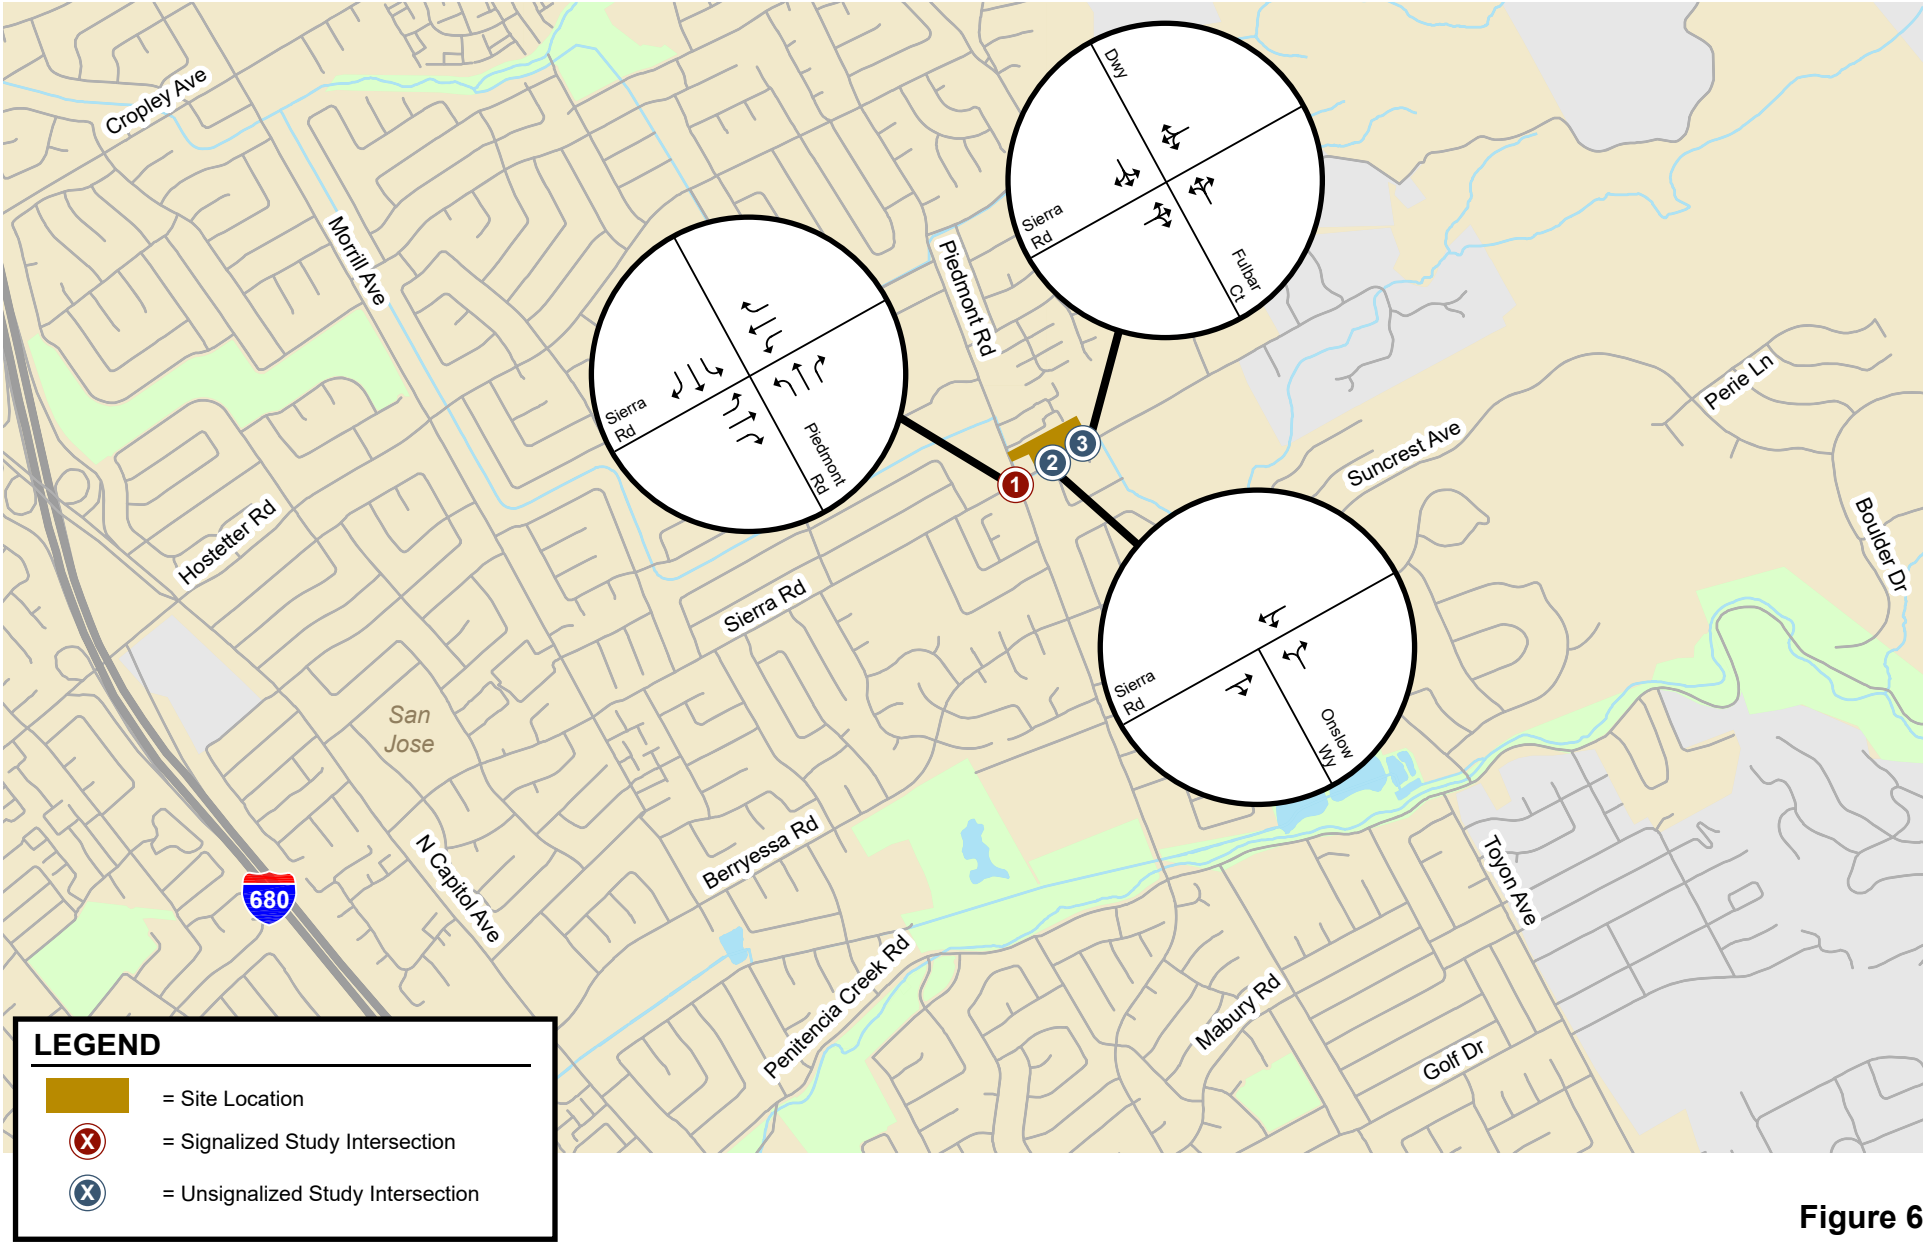 Cropley Ave
Morrill Ave
Dwy
Sierra
Rd
Fulbar
Ct
Piedmont Rd
Sierra
Rd
Piedmont
Rd
3
2
1
Perie Ln
Suncrest Ave
Boulder Dr
Hostetter Rd
Sierra Rd
Sierra
Rd
Onslow
Wy
San
Jose
N Capitol Ave
Berryessa Rd
Toyon Ave
680
Penitencia Creek Rd
Mabury Rd
Golf Dr
LEGEND
= Site Location
X = Signalized Study Intersection
X = Unsignalized Study Intersection
Figure 6